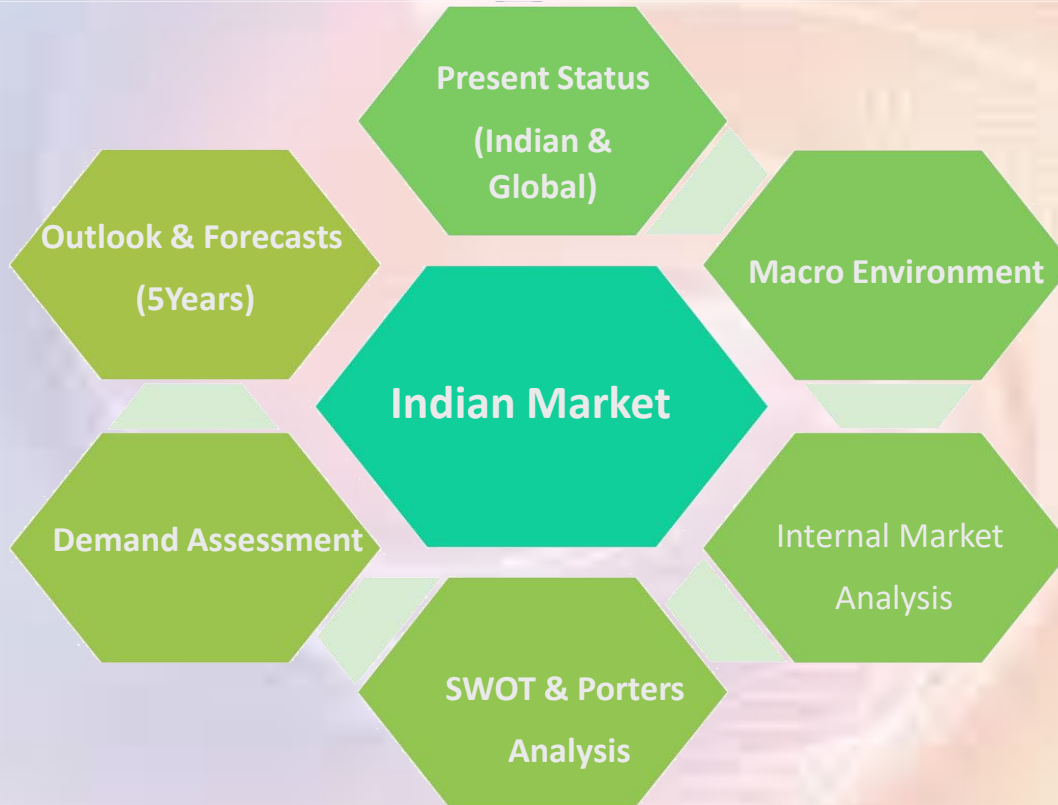 Present Status
(Indian &
Global)
Outlook & Forecasts
(5Years)
Macro Environment
Indian Market
Demand Assessment
Internal Market
Analysis
SWOT & Porters
Analysis